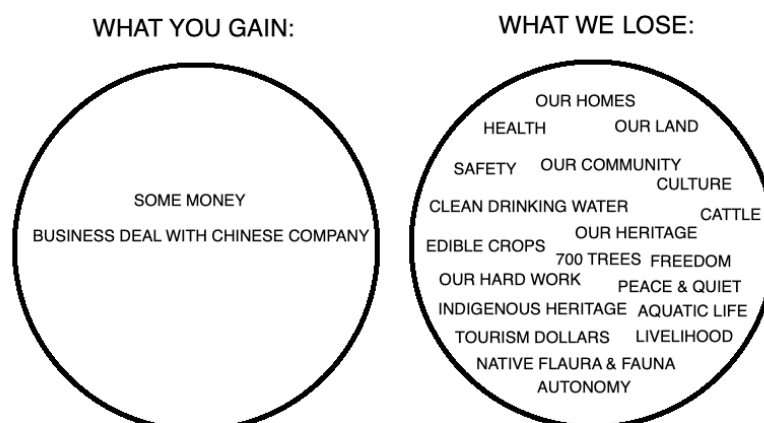 WHAT YOU GAIN:
SOME MONEY
BUSINESS DEAL WITH CHINESE COMPANY
WHAT WE LOSE:
OUR HOMES
HEALTH
OUR LAND
SAFETY
OUR COMMUNITY
CULTURE
CLEAN DRINKING WATER
CATTLE
OUR HERITAGE
EDIBLE CROPS
700 TREES
FREEDOM
OUR HARD WORK
PEACE & QUIET
INDIGENOUS HERITAGE
AQUATIC LIFE
TOURISM DOLLARS
LIVELIHOOD
NATIVE FLAURA & FAUNA
AUTONOMY